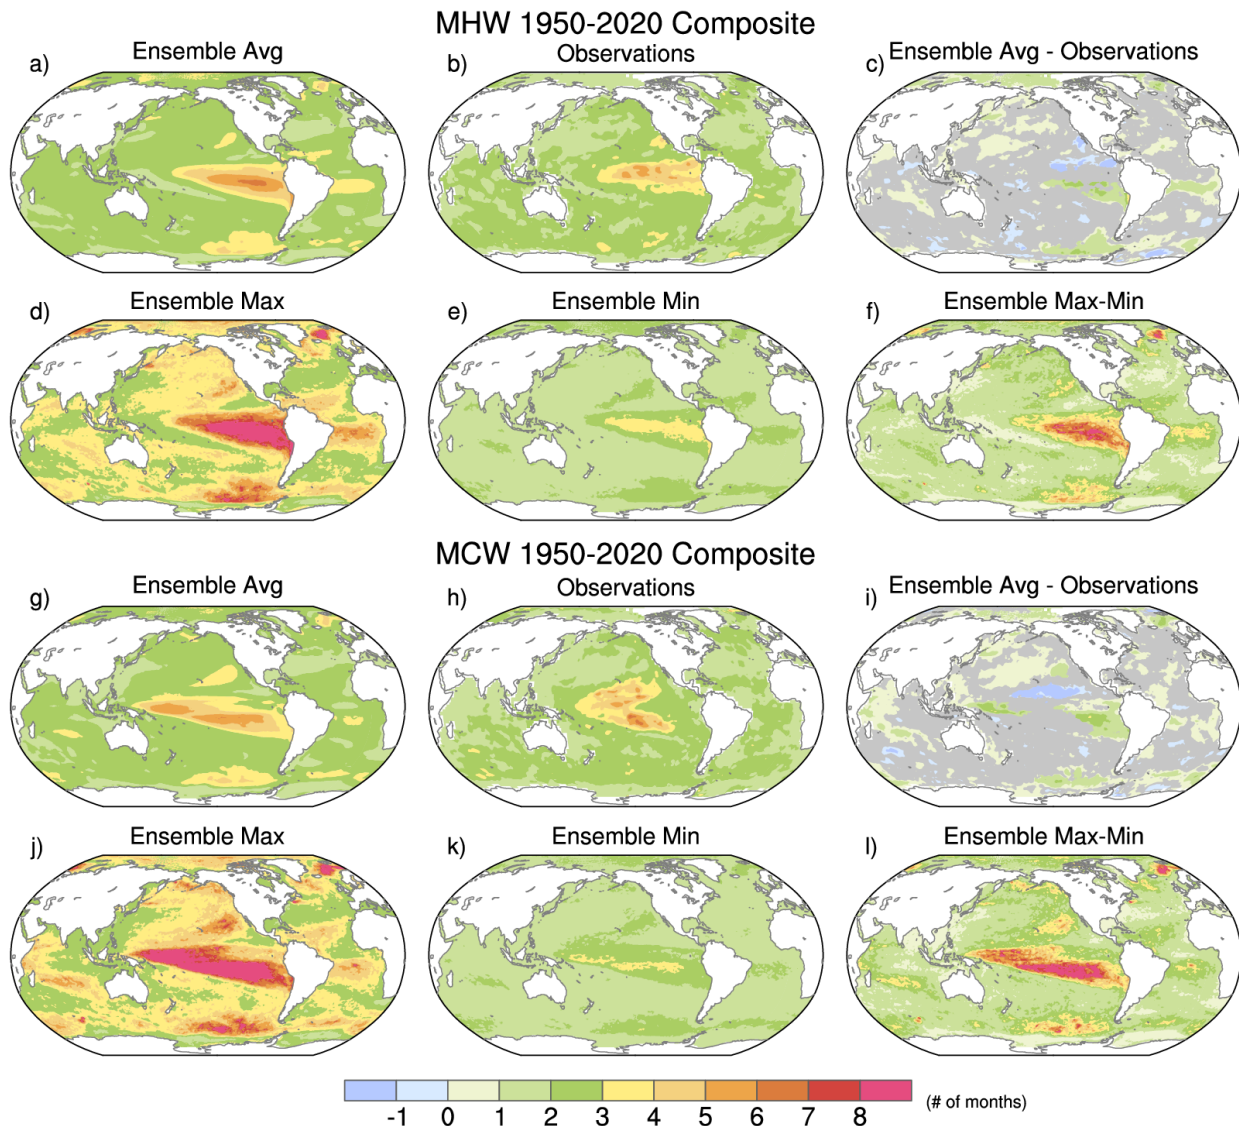 MHW 1950-2020 Composite
a) Ensemble Avg
b) Observations
c) Ensemble Avg - Observations
d) Ensemble Max
e) Ensemble Min
f) Ensemble Max-Min
MCW 1950-2020 Composite
g) Ensemble Avg
h) Observations
i) Ensemble Avg - Observations
j) Ensemble Max
k) Ensemble Min
l) Ensemble Max-Min
-1 0 1 2 3 4 5 6 7 8 (# of months)